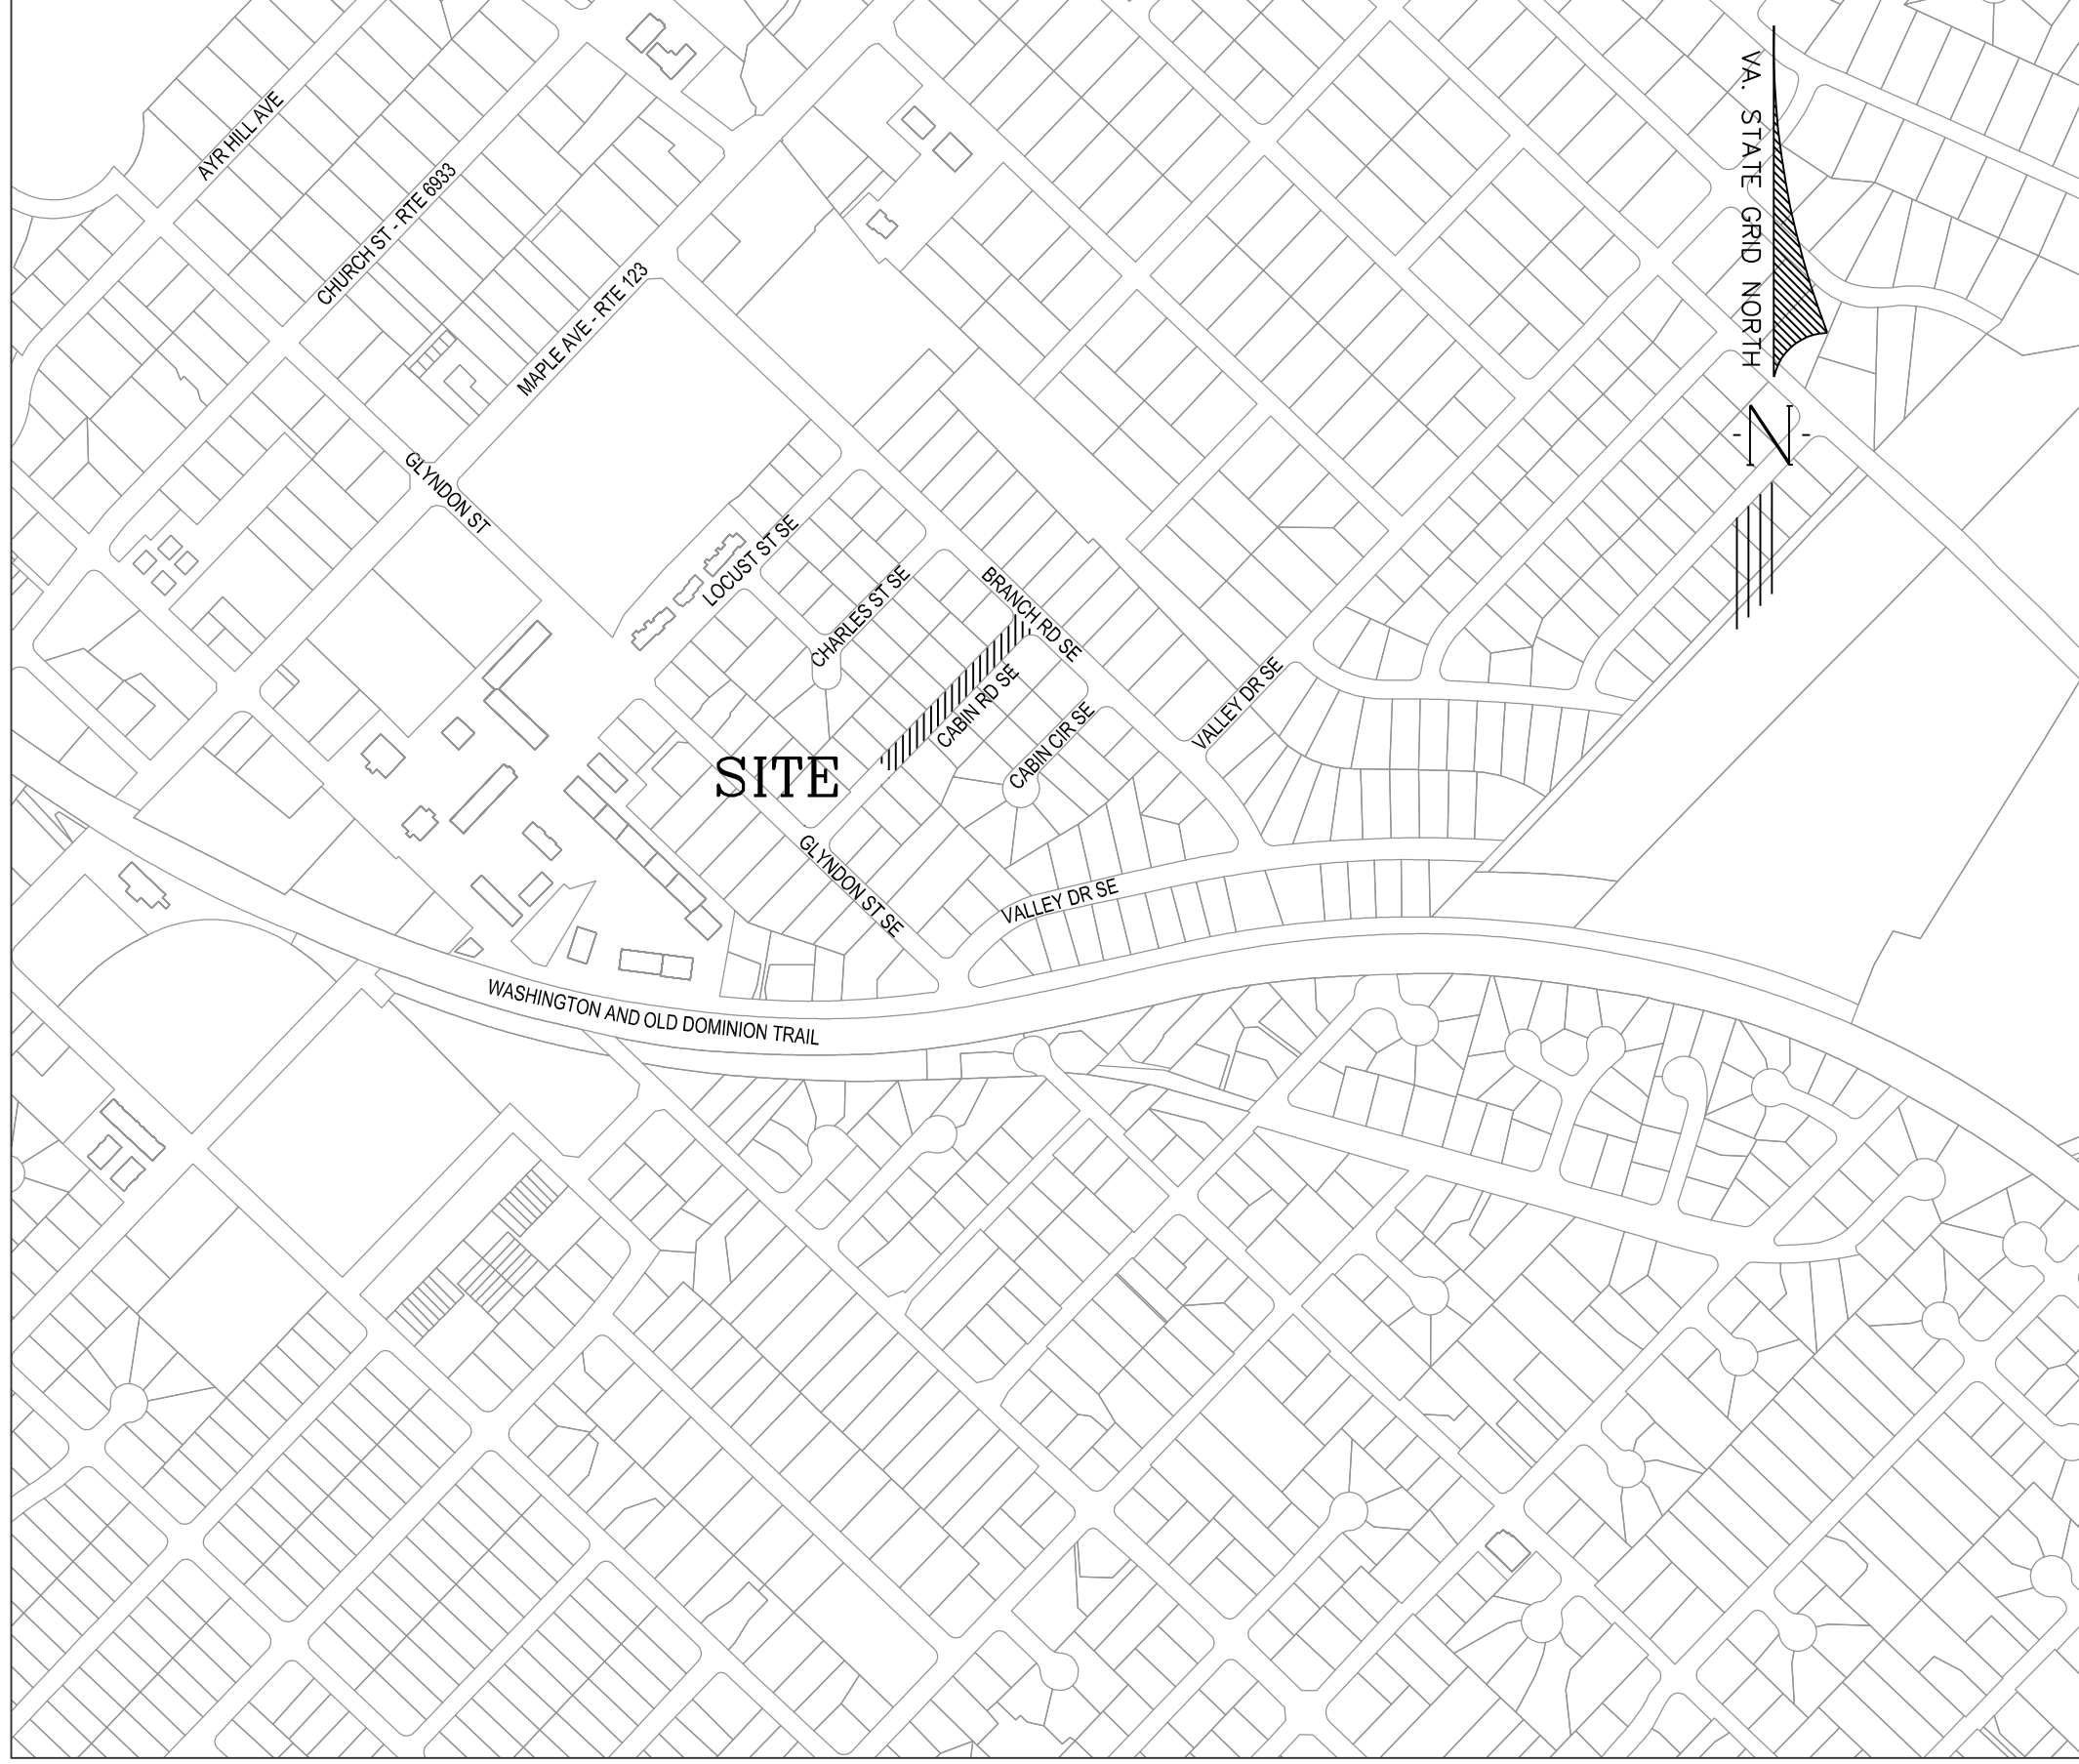 AYR HILL AVE
CHURCH ST - RTE 6933
MAPLE AVE - RTE 123
GLYNDON ST
LOCUST ST SE
CHARLES ST SE
BRANCH RD SE
CABIN RD SE
CABIN CIR SE
VALLEY DR SE
SITE
GLYNDON ST SE
VALLEY DR SE
WASHINGTON AND OLD DOMINION TRAIL
VA. STATE GRID NORTH
-N-